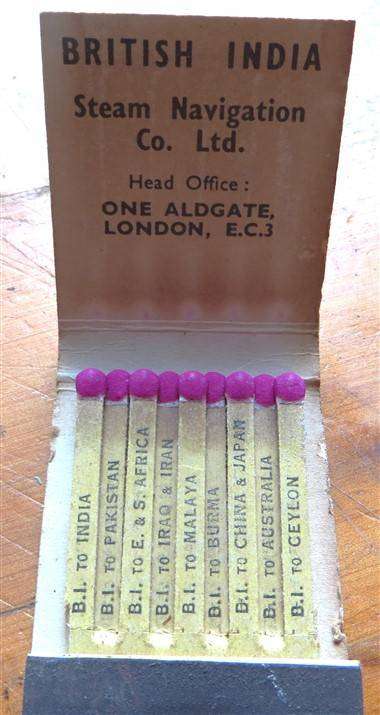 BRITISH INDIA
Steam Navigation
Co. Ltd.
Head Office :
ONE ALDGATE,
LONDON, E.C.3
B.I. TO INDIA
B.I. TO PAKISTAN
B.I. TO E. & S. AFRICA
B.I. TO IRAQ & IRAN
B.I. TO MALAYA
B.I. TO BURMA
B.I. TO CHINA & JAPAN
B.I. TO AUSTRALIA
B.I. TO CEYLON